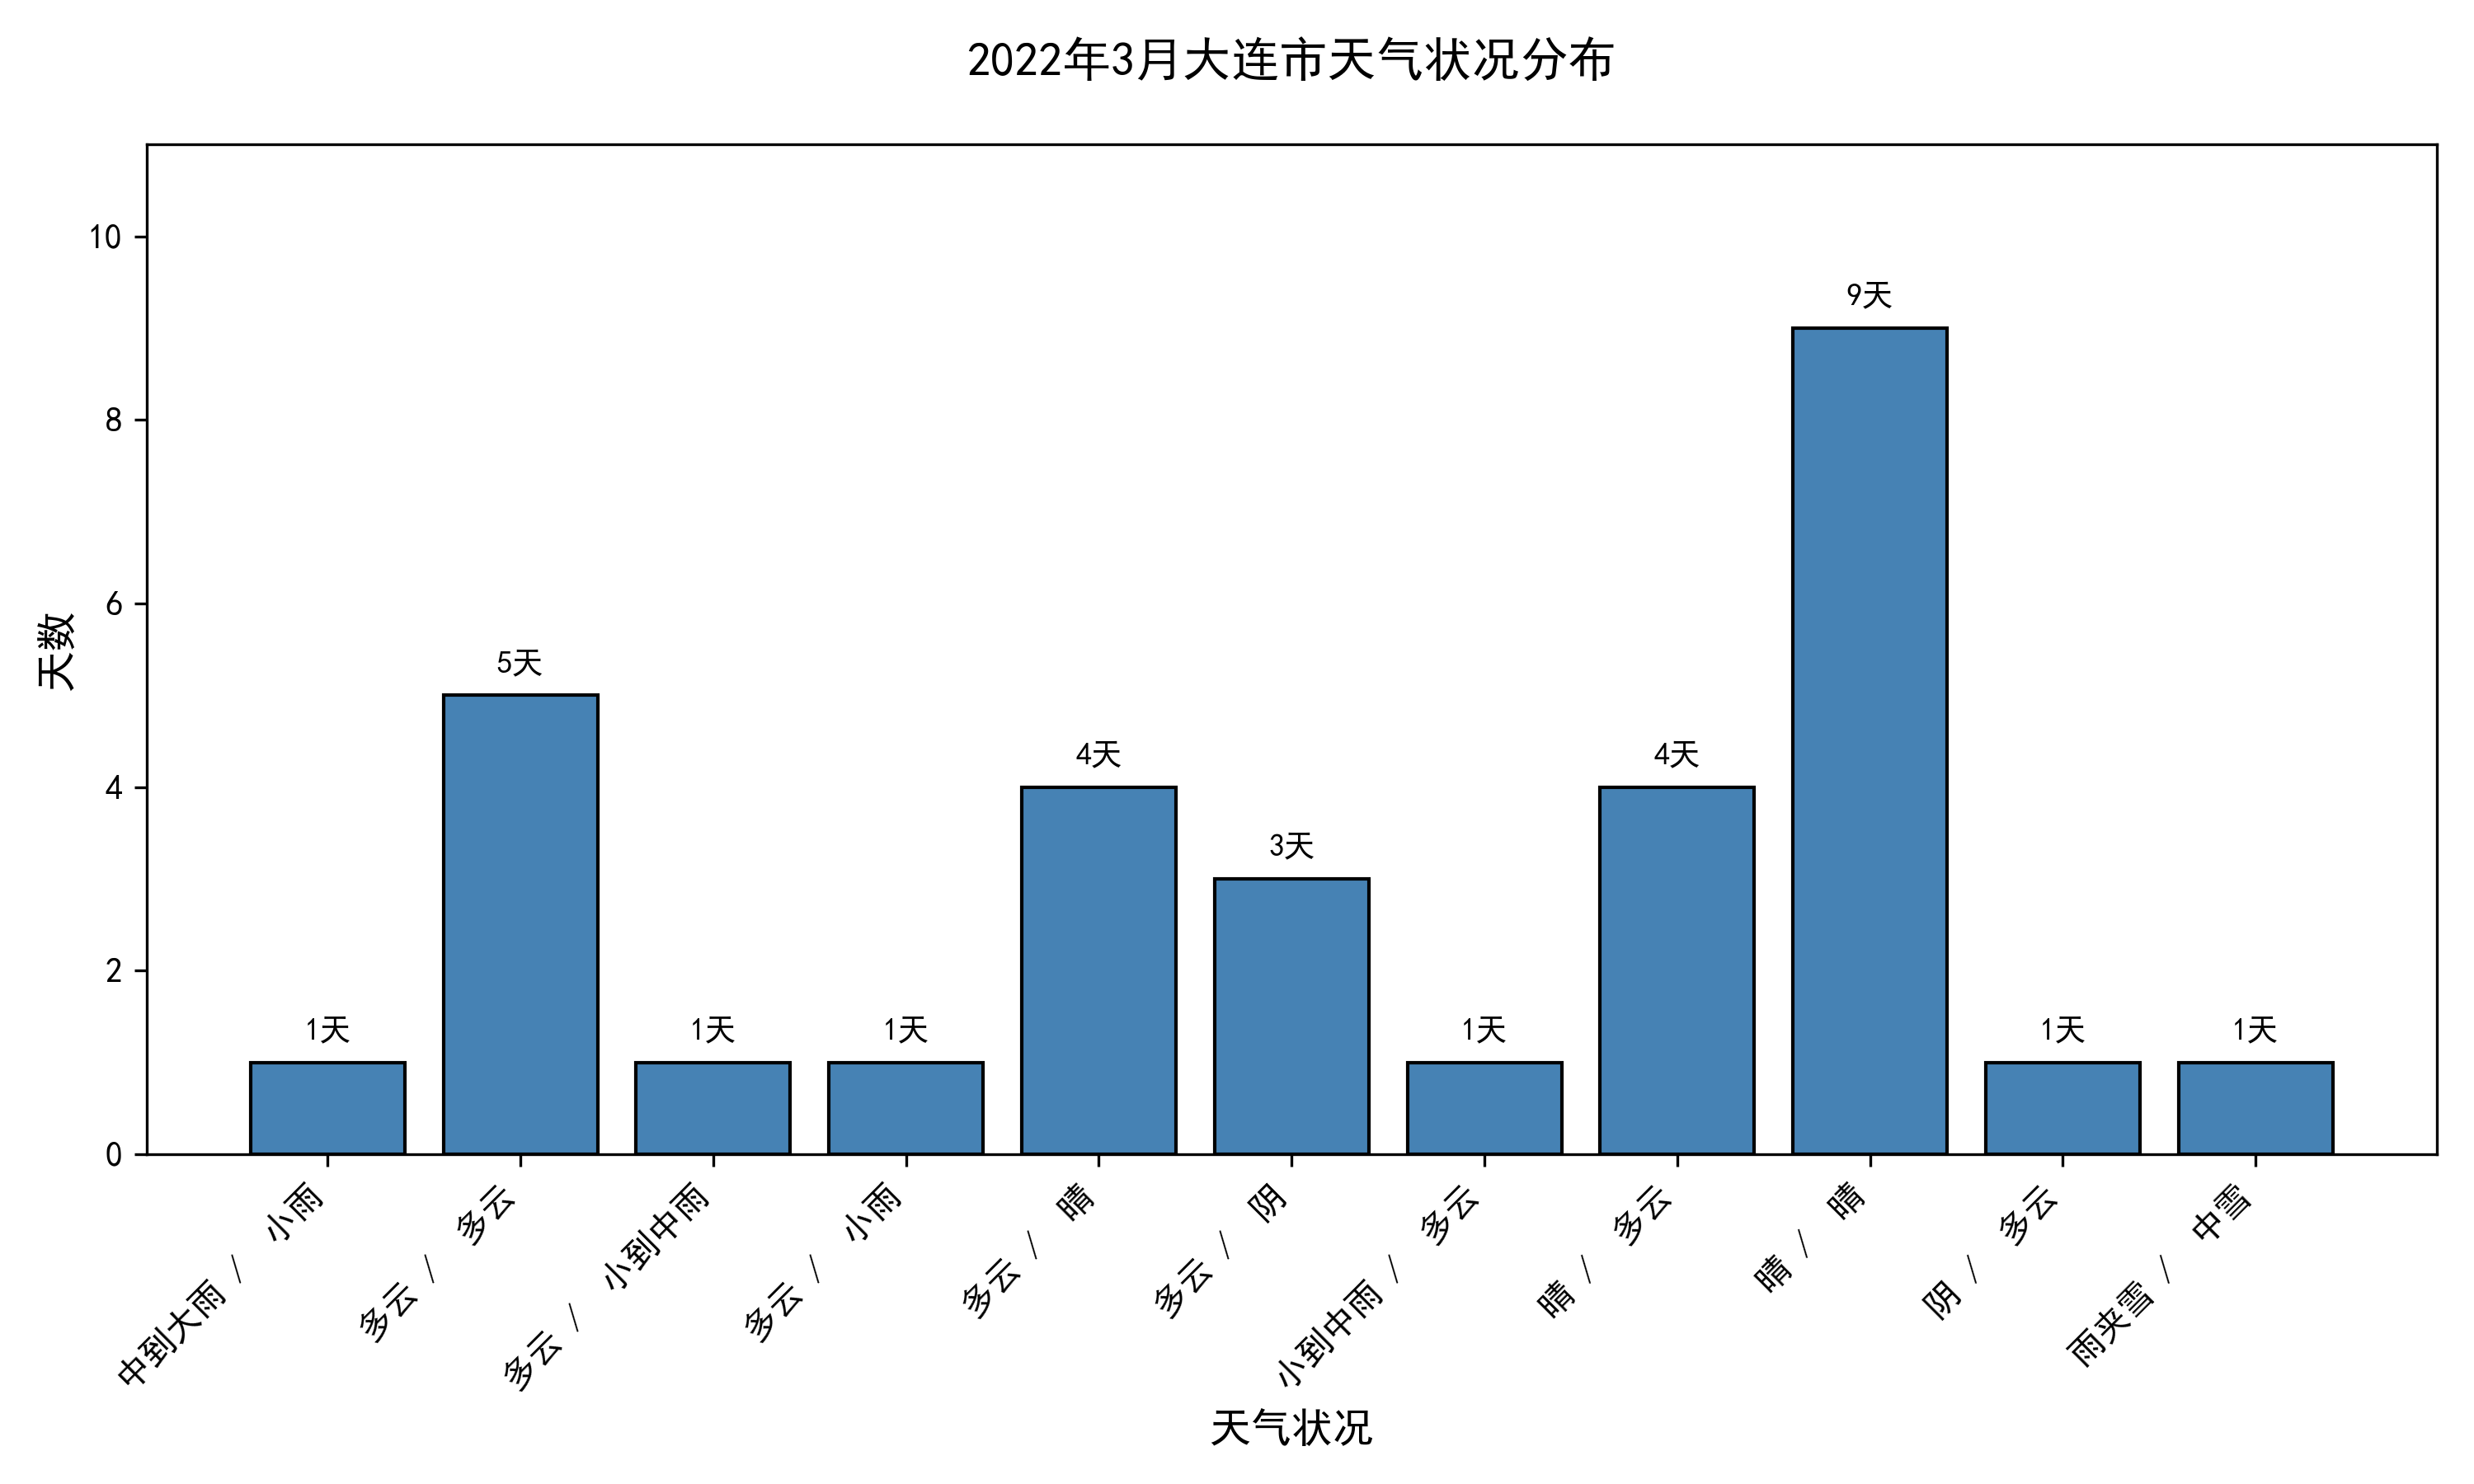 2022年3月大连市天气状况分布
天数
10
8
6
4
2
0
1天
5天
1天
1天
4天
3天
1天
4天
9天
1天
1天
中到大雨 / 小雨
多云 / 多云
多云 / 小到中雨
多云 / 小雨
多云 / 晴
多云 / 阴
小到中雨 / 多云
晴 / 多云
晴 / 晴
阴 / 多云
雨夹雪 / 中雪
天气状况